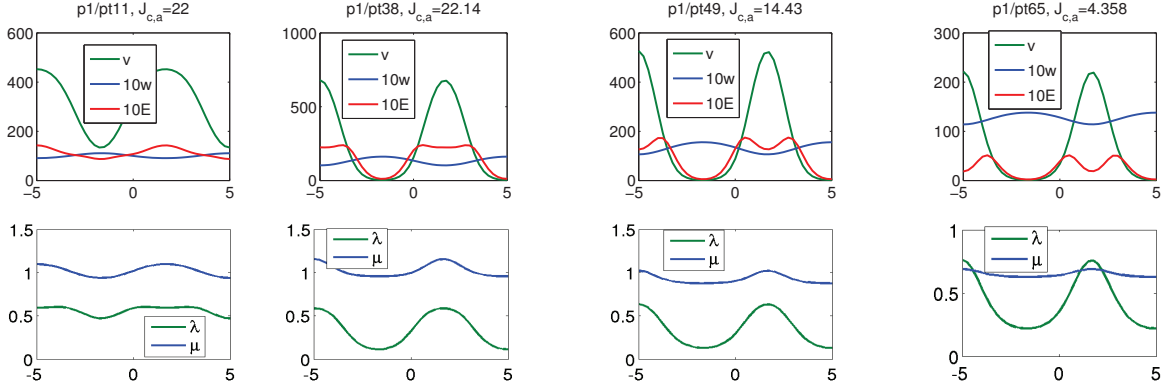 p1/pt11, J_{c,a}=22
600
400
200
0
−5
0
5
v
10w
10E
p1/pt38, J_{c,a}=22.14
1000
500
0
−5
0
5
v
10w
10E
p1/pt49, J_{c,a}=14.43
600
400
200
0
−5
0
5
v
10w
10E
p1/pt65, J_{c,a}=4.358
300
200
100
0
−5
0
5
v
10w
10E
1.5
1
0.5
0
−5
0
5
λ
μ
1.5
1
0.5
0
−5
0
5
λ
μ
1.5
1
0.5
0
−5
0
5
λ
μ
1
0.5
0
−5
0
5
λ
μ